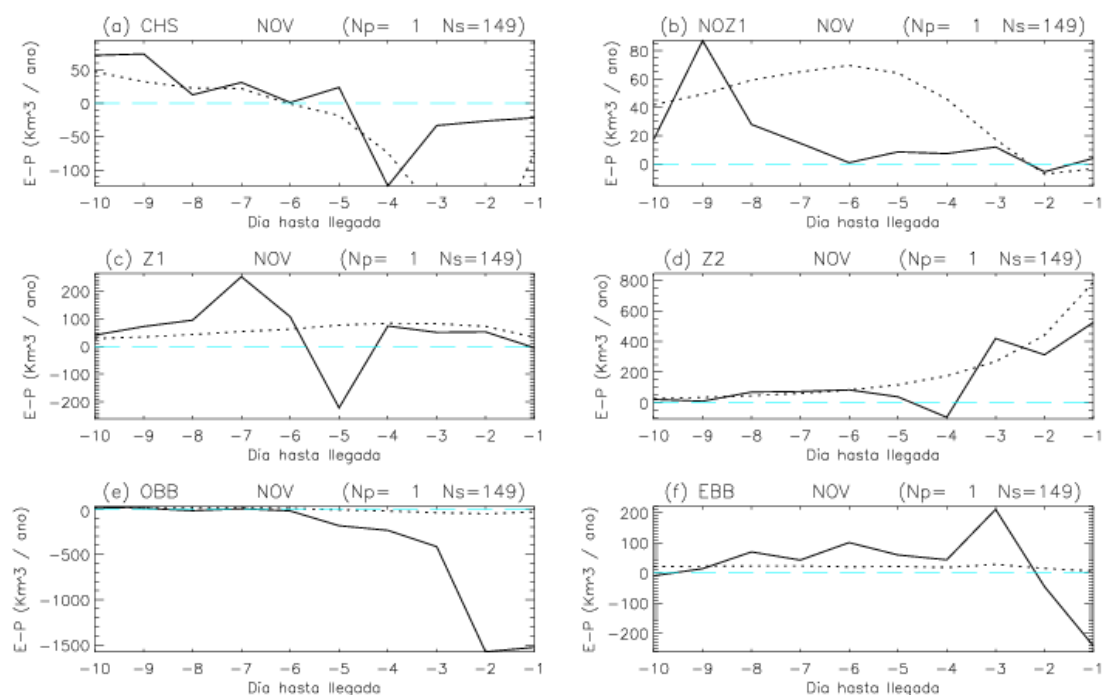 (a) CHS NOV (Np= 1 Ns=149)
E-P (Km^3 / ano)
50
0
-50
-100
-10 -9 -8 -7 -6 -5 -4 -3 -2 -1
Dia hasta llegada
(b) NOZ1 NOV (Np= 1 Ns=149)
E-P (Km^3 / ano)
80
60
40
20
0
-10 -9 -8 -7 -6 -5 -4 -3 -2 -1
Dia hasta llegada
(c) Z1 NOV (Np= 1 Ns=149)
E-P (Km^3 / ano)
200
100
0
-100
-200
-10 -9 -8 -7 -6 -5 -4 -3 -2 -1
Dia hasta llegada
(d) Z2 NOV (Np= 1 Ns=149)
E-P (Km^3 / ano)
800
600
400
200
0
-10 -9 -8 -7 -6 -5 -4 -3 -2 -1
Dia hasta llegada
(e) OBB NOV (Np= 1 Ns=149)
E-P (Km^3 / ano)
0
-500
-1000
-1500
-10 -9 -8 -7 -6 -5 -4 -3 -2 -1
Dia hasta llegada
(f) EBB NOV (Np= 1 Ns=149)
E-P (Km^3 / ano)
200
100
0
-100
-200
-10 -9 -8 -7 -6 -5 -4 -3 -2 -1
Dia hasta llegada